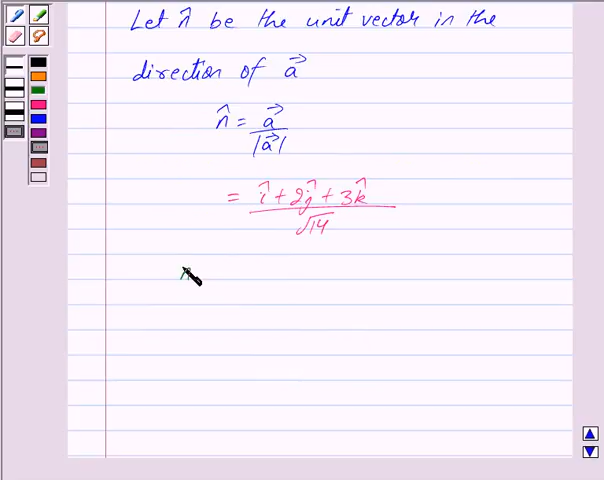 Let n̂ be the unit vector in the
direction of a⃗
n̂ = a⃗ / |a⃗|
= î + 2ĵ + 3k̂ / √14